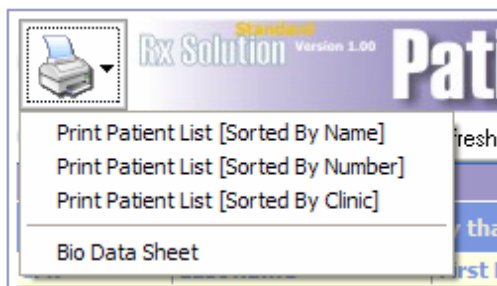 Standard
Rx Solution Version 1.00
Print Patient List [Sorted By Name]
Print Patient List [Sorted By Number]
Print Patient List [Sorted By Clinic]
Bio Data Sheet